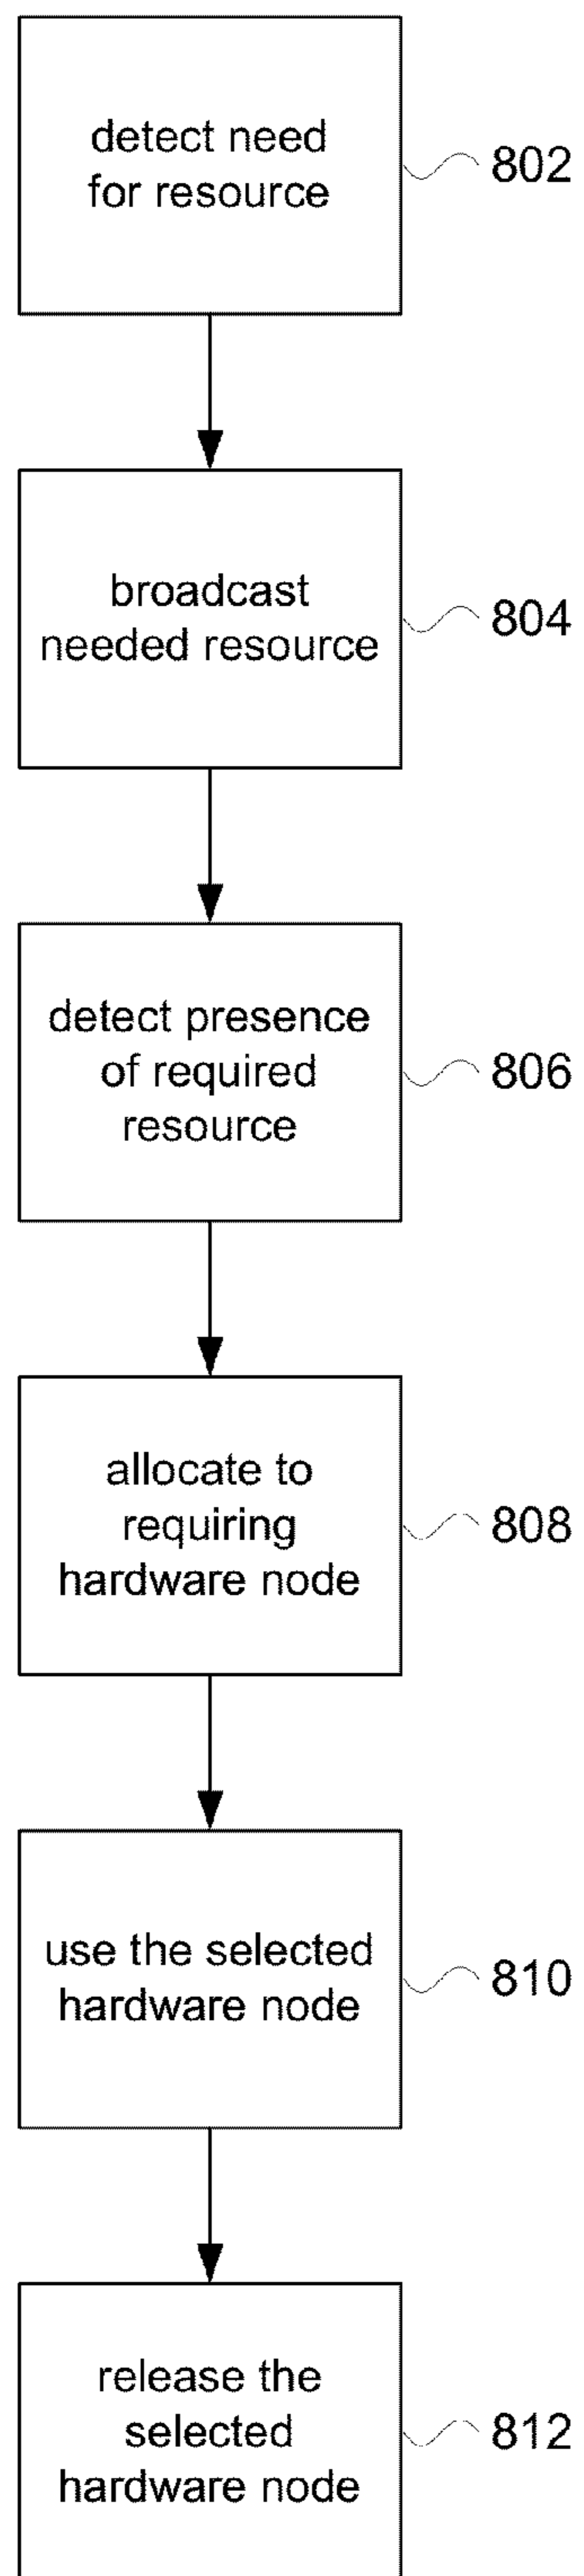 detect need
for resource
802
broadcast
needed resource
804
detect presence
of required
resource
806
allocate to
requiring
hardware node
808
use the selected
hardware node
810
release the
selected
hardware node
812